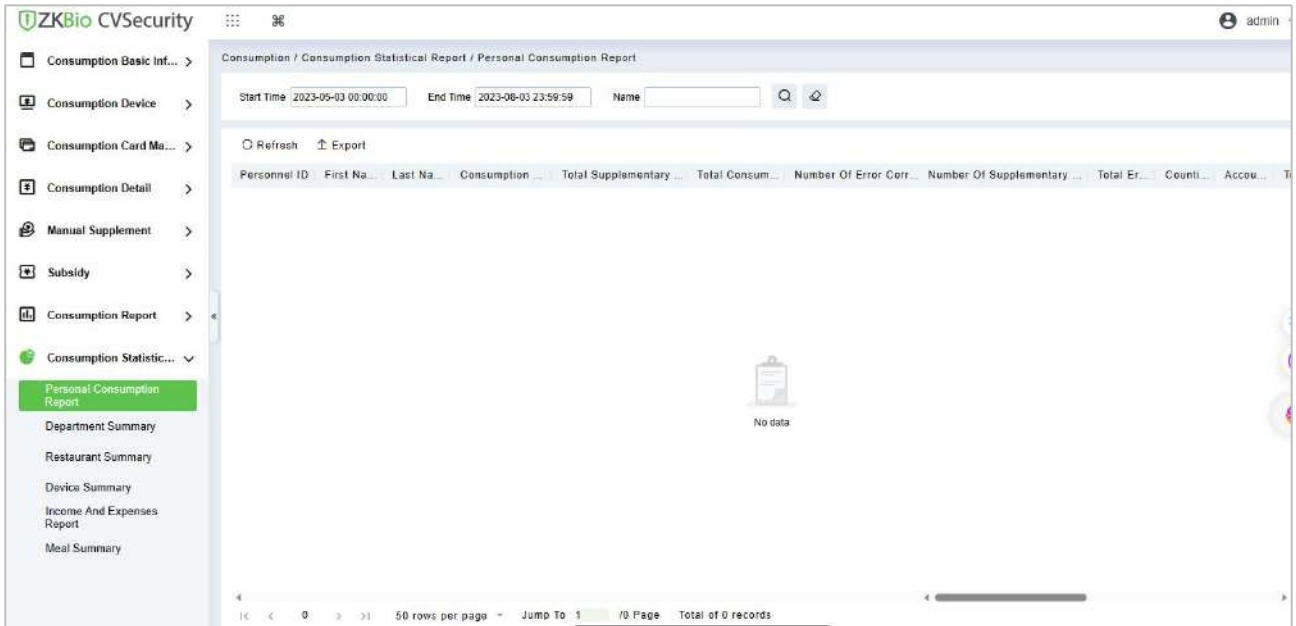 ZKBio CVSecurity
admin
Consumption Basic Inf...
Consumption Device
Consumption Card Ma...
Consumption Detail
Manual Supplement
Subsidy
Consumption Report
Consumption Statistic...
Personal Consumption
Report
Department Summary
Restaurant Summary
Device Summary
Income And Expenses
Report
Meal Summary
Consumption / Consumption Statistical Report / Personal Consumption Report
Start Time 2023-05-03 00:00:00 End Time 2023-08-03 23:59:59 Name
Refresh Export
Personnel ID First Na... Last Na... Consumption ... Total Supplementary ... Total Consum... Number Of Error Corr... Number Of Supplementary ... Total Er... Counti... Accou...
No data
0 50 rows per page Jump To 1 /0 Page Total of 0 records